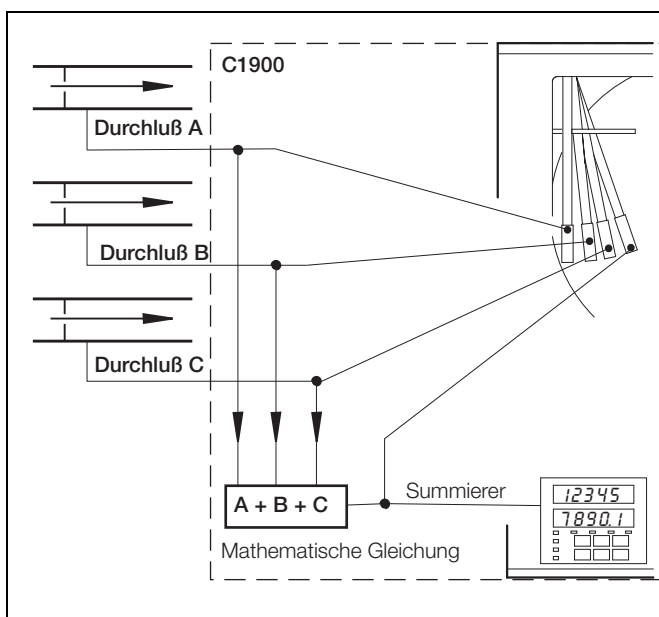 C1900
Durchluß A
Durchluß B
Durchluß C
A + B + C
Summierer
12345
7890.1
Mathematische Gleichung